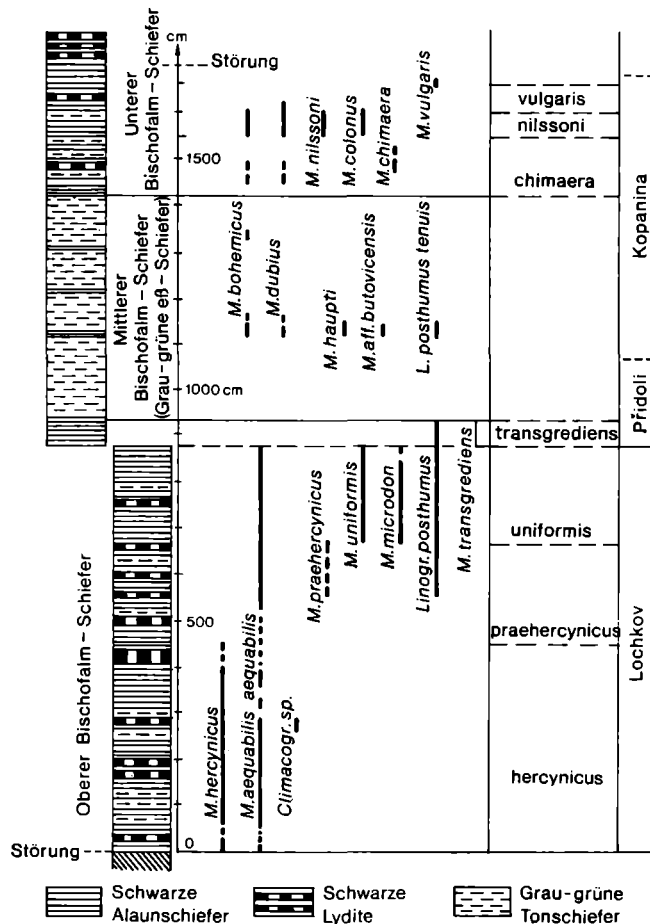 cm
Störung
Unterer
Bischofalm-Schiefer
1500
M.nilssoni
M.colonus
M.chimaera
M.vulgaris
vulgaris
nilssoni
chimaera
Kopanina
Mittlerer
Bischofalm-Schiefer
(Grau-grüne eß-Schiefer)
M.bohemicus
M.dubius
M.haupti
M.aff.butovicensis
L.posthumus tenuis
1000 cm
Přidoli
transgrediens
Oberer Bischofalm-Schiefer
M.praehercynicus
M.uniformis
M.microdon
Linogr.posthumus
M.transgrediens
uniformis
500
praehercynicus
Lochkov
M.hercynicus
M.aequabilis aequabilis
Climacogr.sp.
hercynicus
Störung
0
Schwarze
Alaunschiefer
Schwarze
Lydite
Grau-grüne
Tonschiefer